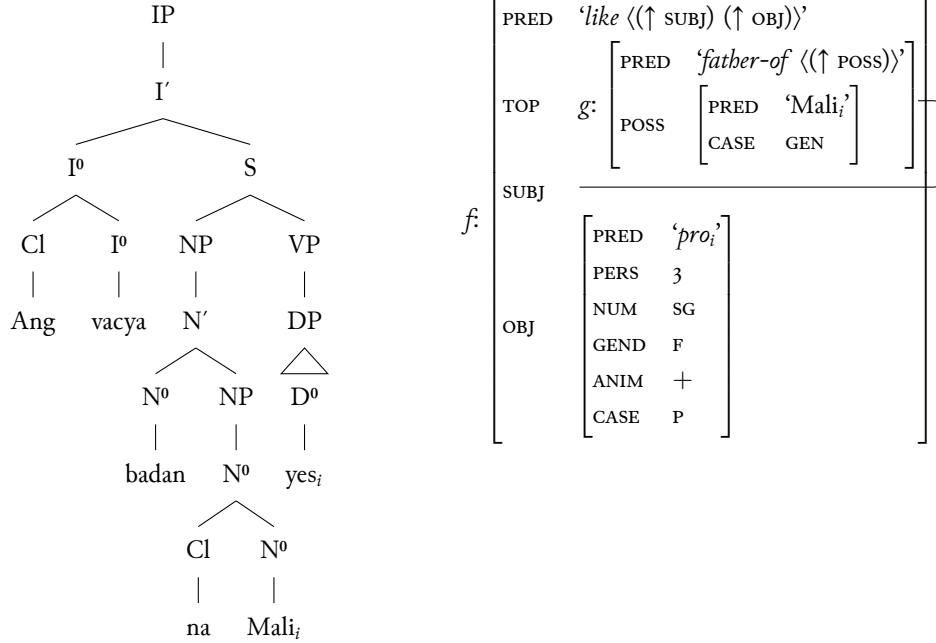 IP
I′
I⁰ S
Cl I⁰ NP VP
Ang vacya N′ DP
N⁰ NP D⁰
badan N⁰ yesᵢ
Cl N⁰
na Maliᵢ
PRED ‘like ⟨(↑ SUBJ) (↑ OBJ)⟩’
TOP g: PRED ‘father-of ⟨(↑ POSS)⟩’
POSS PRED ‘Maliᵢ’
CASE GEN
SUBJ
f:
OBJ PRED ‘proᵢ’
PERS 3
NUM SG
GEND F
ANIM +
CASE P